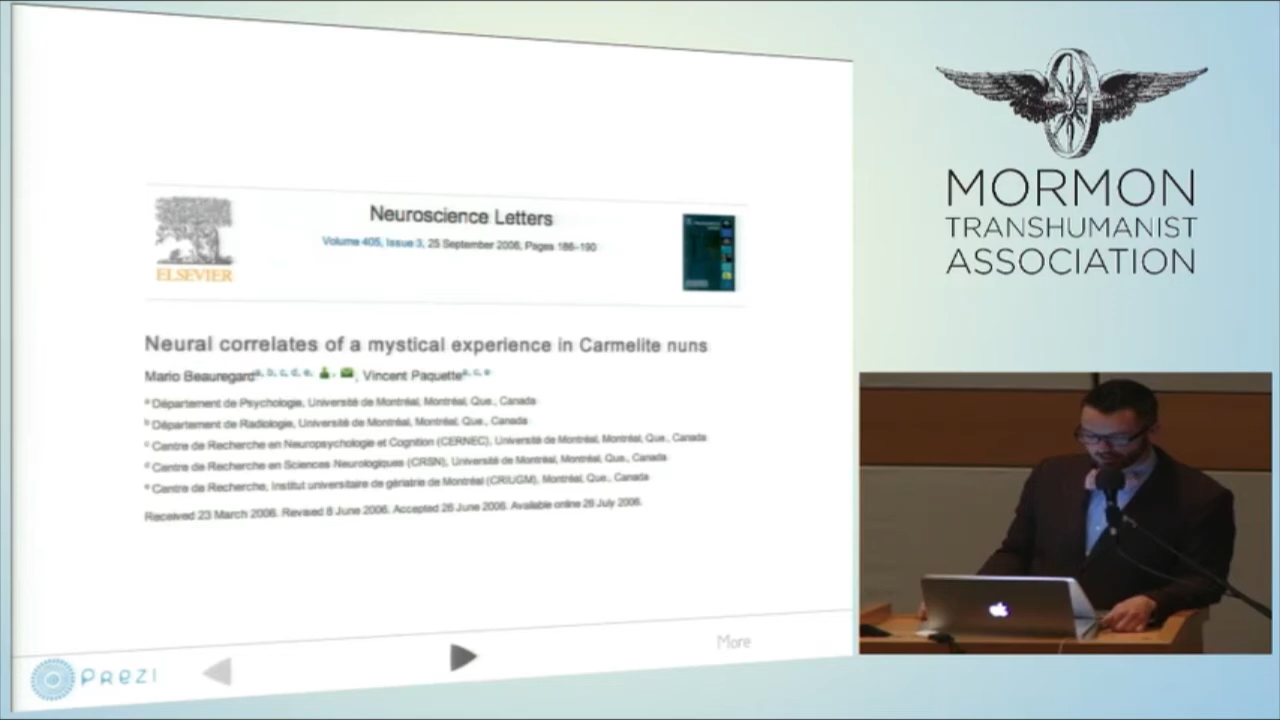 Neuroscience Letters
Volume 405, Issue 3, 25 September 2006, Pages 186–190
ELSEVIER
Neural correlates of a mystical experience in Carmelite nuns
Mario Beauregard a, b, c, d, e, , Vincent Paquette a, c, e
a Département de Psychologie, Université de Montréal, Montréal, Que., Canada
b Département de Radiologie, Université de Montréal, Montréal, Que., Canada
c Centre de Recherche en Neuropsychologie et Cognition (CERNEC), Université de Montréal, Montréal, Que., Canada
d Centre de Recherche en Sciences Neurologiques (CRSN), Université de Montréal, Montréal, Que., Canada
e Centre de Recherche, Institut universitaire de gériatrie de Montréal (CRIUGM), Montréal, Que., Canada
Received 23 March 2006. Revised 8 June 2006. Accepted 26 June 2006. Available online 26 July 2006.
More
PREZI
MORMON
TRANSHUMANIST
ASSOCIATION